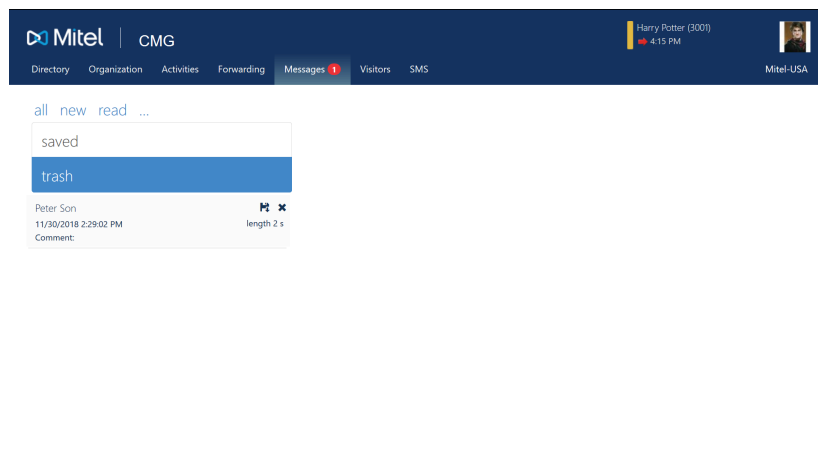 Mitel | CMG
Harry Potter (3001)
4:15 PM
Directory Organization Activities Forwarding Messages 1 Visitors SMS Mitel-USA
all new read ...
saved
trash
Peter Son
11/30/2018 2:29:02 PM length 2 s
Comment: